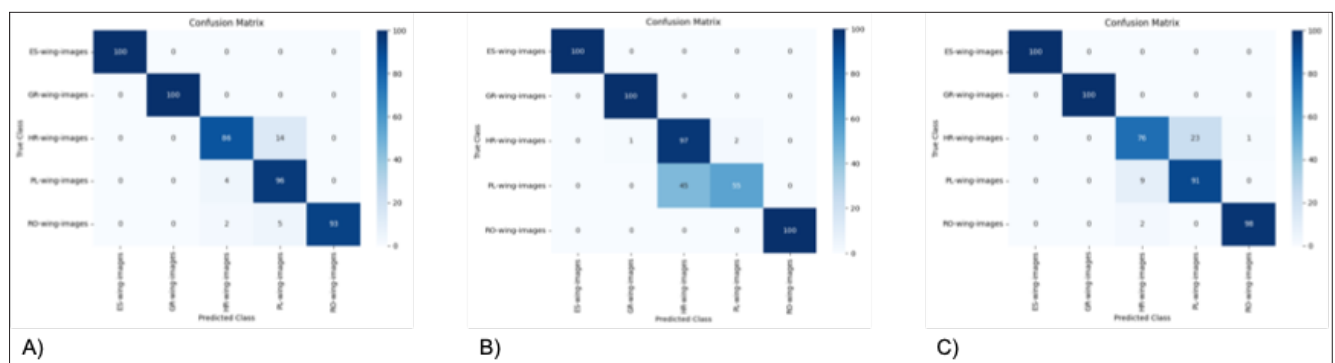 Confusion Matrix
ES-wing-images 100 0 0 0 0
GR-wing-images 0 100 0 0 0
HR-wing-images 0 0 86 14 0
PL-wing-images 0 0 4 96 0
RO-wing-images 0 0 2 5 93
100
80
60
40
20
0
True Class
ES-wing-images GR-wing-images HR-wing-images PL-wing-images RO-wing-images
Predicted Class
A)
Confusion Matrix
ES-wing-images 100 0 0 0 0
GR-wing-images 0 100 0 0 0
HR-wing-images 0 1 97 2 0
PL-wing-images 0 0 45 55 0
RO-wing-images 0 0 0 0 100
100
80
60
40
20
0
True Class
ES-wing-images GR-wing-images HR-wing-images PL-wing-images RO-wing-images
Predicted Class
B)
Confusion Matrix
ES-wing-images 100 0 0 0 0
GR-wing-images 0 100 0 0 0
HR-wing-images 0 0 76 23 1
PL-wing-images 0 0 9 91 0
RO-wing-images 0 0 2 0 98
100
80
60
40
20
0
True Class
ES-wing-images GR-wing-images HR-wing-images PL-wing-images RO-wing-images
Predicted Class
C)